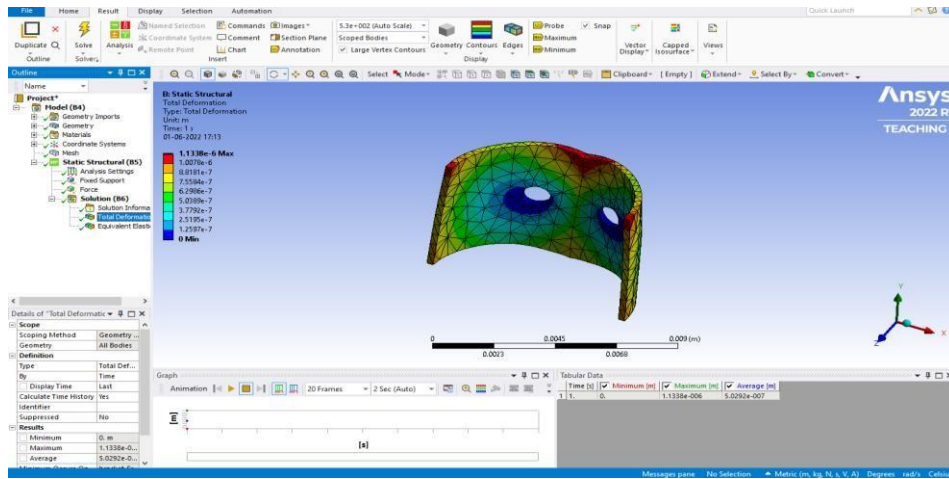 File Home Result Display Selection Automation Quick Launch
Duplicate Solve Analysis
Named Selection Commands Images Comment Section Plane
Coordinate System Chart Annotation
Remote Point
Outline Solver Insert
5.3e+002 (Auto Scale)
Scoped Bodies
Large Vertex Contours
Geometry Contours Edges
Probe Snap
Maximum
Minimum
Display
Vector Display Capped Isosurface Views
Outline
Name
Project*
Model (B4)
Geometry Imports
Geometry
Materials
Coordinate Systems
Mesh
Static Structural (B5)
Analysis Settings
Fixed Support
Force
Solution (B6)
Solution Informa
Total Deformatio
Equivalent Elasti
Select Mode Clipboard [ Empty ] Extend Select By Convert
B: Static Structural
Total Deformation
Type: Total Deformation
Unit: m
Time: 1 s
01-06-2022 17:13
1.1338e-6 Max
1.0078e-6
8.8181e-7
7.5584e-7
6.2986e-7
5.0389e-7
3.7792e-7
2.5195e-7
1.2597e-7
0 Min
Ansys
2022 R
TEACHING
0 0.0045 0.009 (m)
0.0023 0.0068
Y
X
Z
Details of "Total Deformatic
Scope
Scoping Method Geometry ...
Geometry All Bodies
Definition
Type Total Def...
By Time
Display Time Last
Calculate Time History Yes
Identifier
Suppressed No
Results
Minimum 0. m
Maximum 1.1338e-0...
Average 5.0292e-0...
Graph
Animation 20 Frames 2 Sec (Auto)
[s]
Tabular Data
Time [s] Minimum [m] Maximum [m] Average [m]
1 1. 0. 1.1338e-006 5.0292e-007
Messages pane No Selection Metric (m, kg, N, s, V, A) Degrees rad/s Celsiu